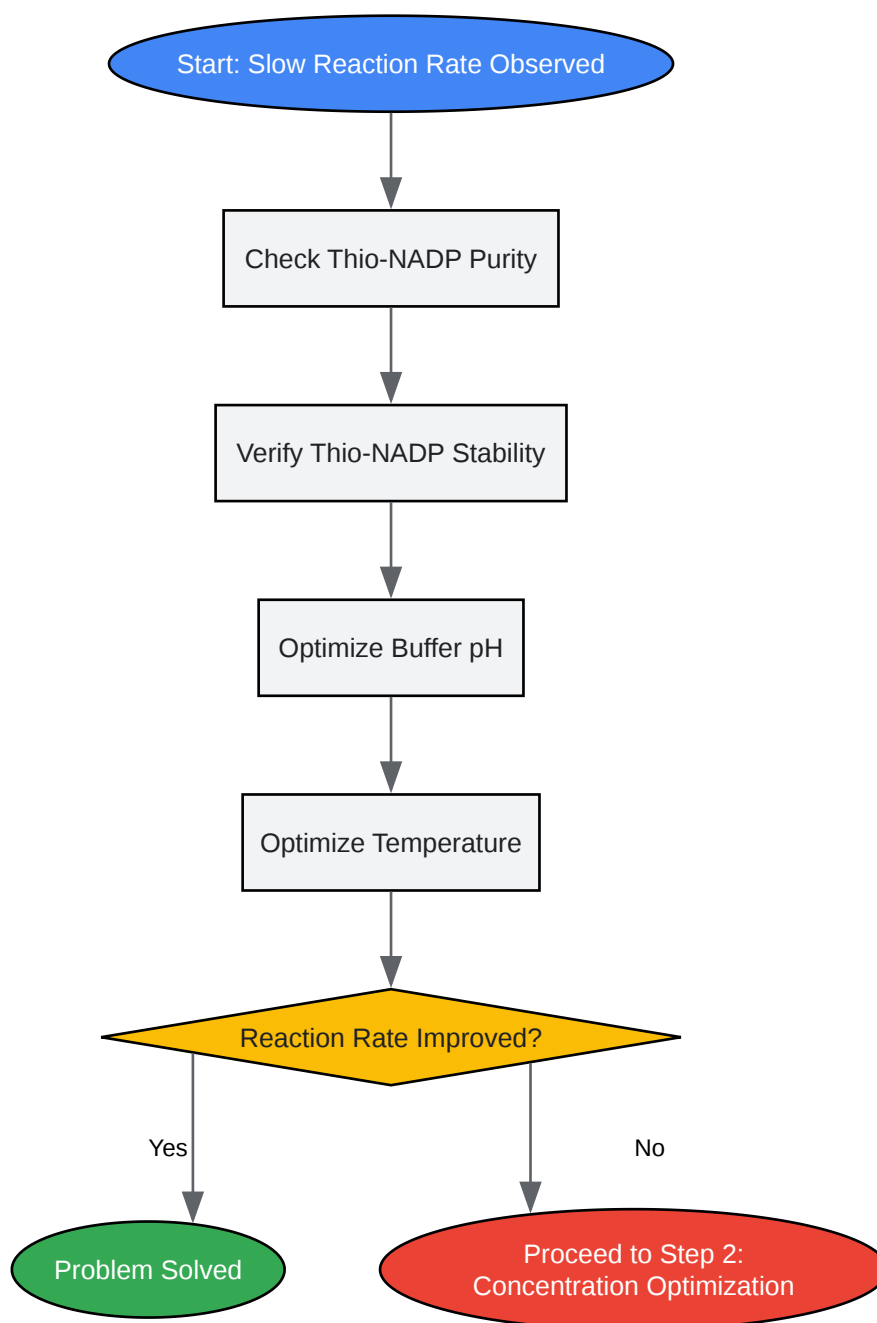 Start: Slow Reaction Rate Observed
Check Thio-NADP Purity
Verify Thio-NADP Stability
Optimize Buffer pH
Optimize Temperature
Reaction Rate Improved?
Yes
No
Problem Solved
Proceed to Step 2:
Concentration Optimization